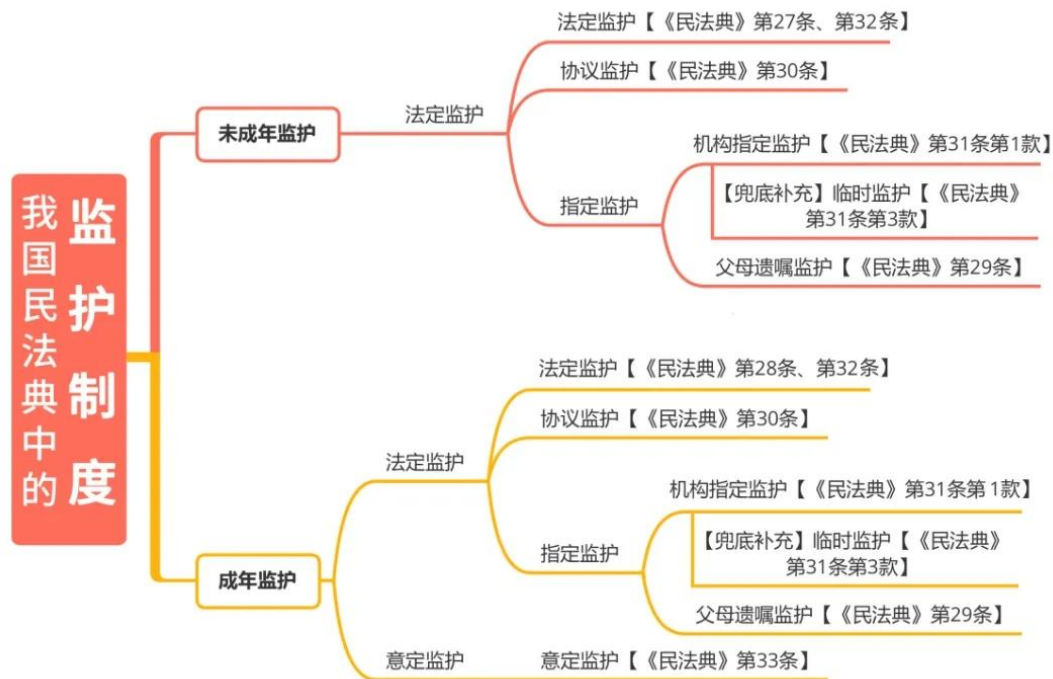 我国民法典中的
监护制度
未成年监护
法定监护
法定监护【《民法典》第27条、第32条】
协议监护【《民法典》第30条】
指定监护
机构指定监护【《民法典》第31条第1款】
【兜底补充】临时监护【《民法典》
第31条第3款】
父母遗嘱监护【《民法典》第29条】
成年监护
法定监护
法定监护【《民法典》第28条、第32条】
协议监护【《民法典》第30条】
指定监护
机构指定监护【《民法典》第31条第1款】
【兜底补充】临时监护【《民法典》
第31条第3款】
父母遗嘱监护【《民法典》第29条】
意定监护
意定监护【《民法典》第33条】